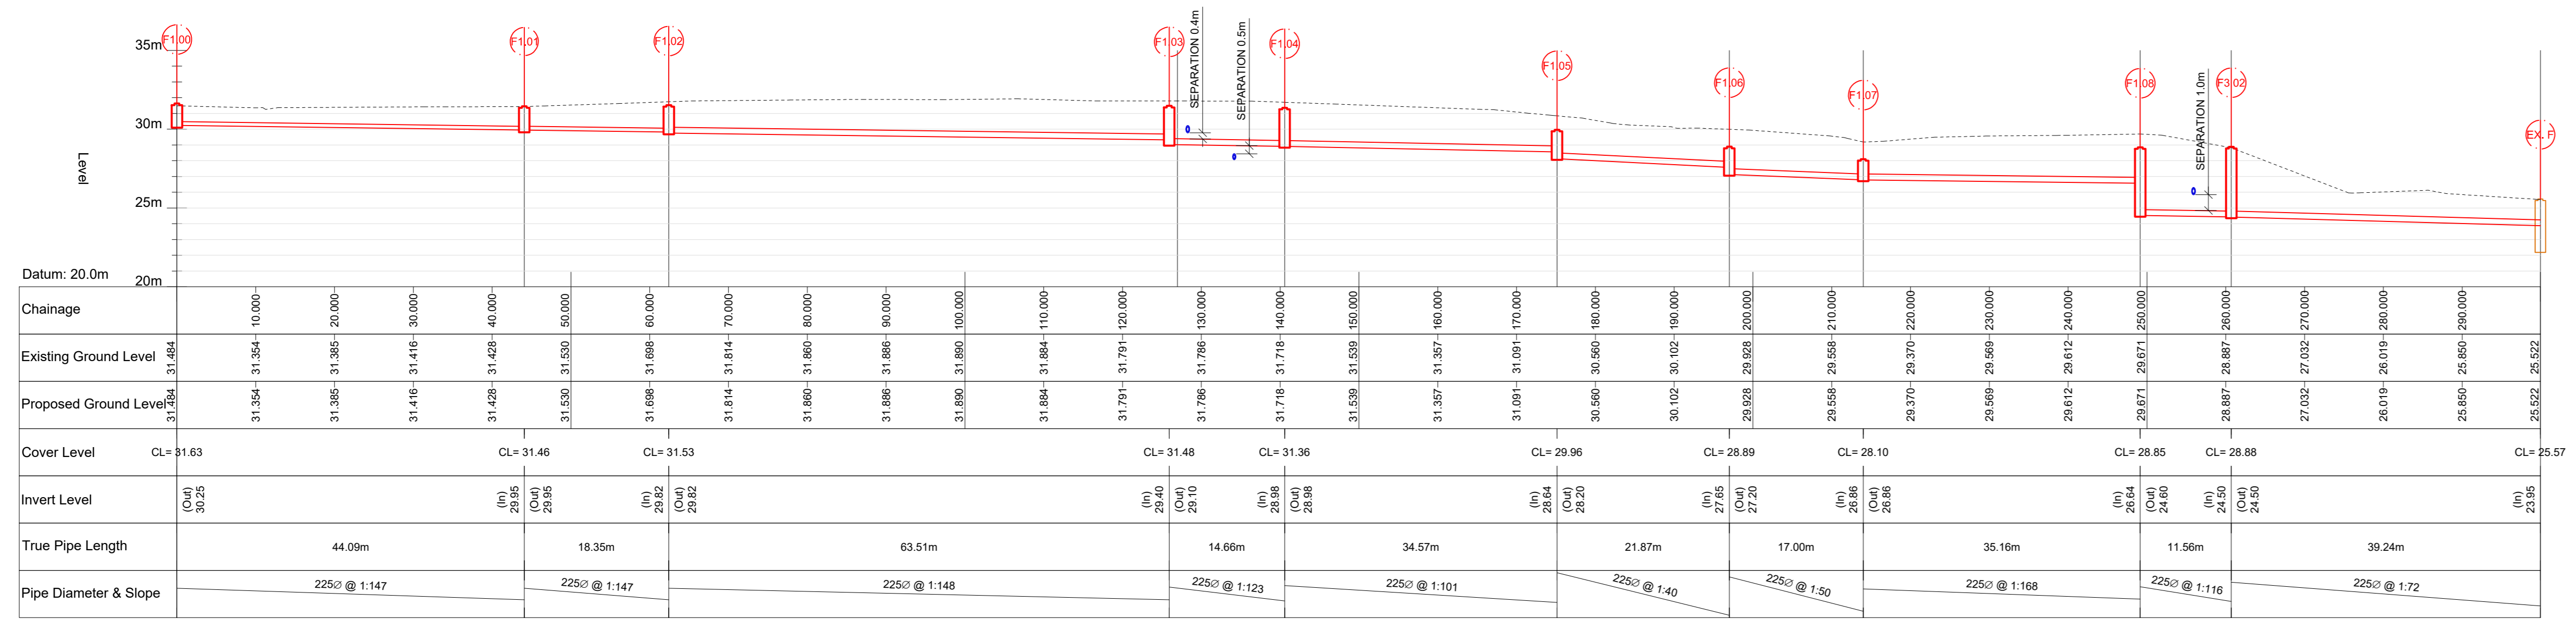 F1.00
F1.01
F1.02
F1.03
SEPARATION 0.4m
SEPARATION 0.5m
F1.04
F1.05
F1.06
F1.07
F1.08
SEPARATION 1.0m
F3.02
EX. F
35m
30m
25m
20m
Level
Datum: 20.0m
Chainage
10.000 20.000 30.000 40.000 50.000 60.000 70.000 80.000 90.000 100.000 110.000 120.000 130.000 140.000 150.000 160.000 170.000 180.000 190.000 200.000 210.000 220.000 230.000 240.000 250.000 260.000 270.000 280.000 290.000
Existing Ground Level
31.484 31.354 31.385 31.416 31.428 31.530 31.698 31.814 31.860 31.886 31.890 31.884 31.791 31.786 31.718 31.539 31.357 31.091 30.560 30.102 29.928 29.558 29.370 29.569 29.612 29.671 28.887 27.032 26.019 25.850 25.522
Proposed Ground Level
31.484 31.354 31.385 31.416 31.428 31.530 31.698 31.814 31.860 31.886 31.890 31.884 31.791 31.786 31.718 31.539 31.357 31.091 30.560 30.102 29.928 29.558 29.370 29.569 29.612 29.671 28.887 27.032 26.019 25.850 25.522
Cover Level
CL= 31.63 CL= 31.46 CL= 31.53 CL= 31.48 CL= 31.36 CL= 29.96 CL= 28.89 CL= 28.10 CL= 28.85 CL= 28.88 CL= 25.57
Invert Level
(Out) 30.25
(In) 29.95
(Out) 29.95
(In) 29.82
(Out) 29.82
(In) 29.40
(Out) 29.10
(In) 28.98
(Out) 28.98
(In) 28.64
(Out) 28.20
(In) 27.65
(Out) 27.20
(In) 26.86
(Out) 26.86
(In) 26.64
(Out) 24.60
(In) 24.50
(Out) 24.50
(In) 23.95
True Pipe Length
44.09m 18.35m 63.51m 14.66m 34.57m 21.87m 17.00m 35.16m 11.56m 39.24m
Pipe Diameter & Slope
225∅ @ 1:147
225∅ @ 1:147
225∅ @ 1:148
225∅ @ 1:123
225∅ @ 1:101
225∅ @ 1:40
225∅ @ 1:50
225∅ @ 1:168
225∅ @ 1:116
225∅ @ 1:72